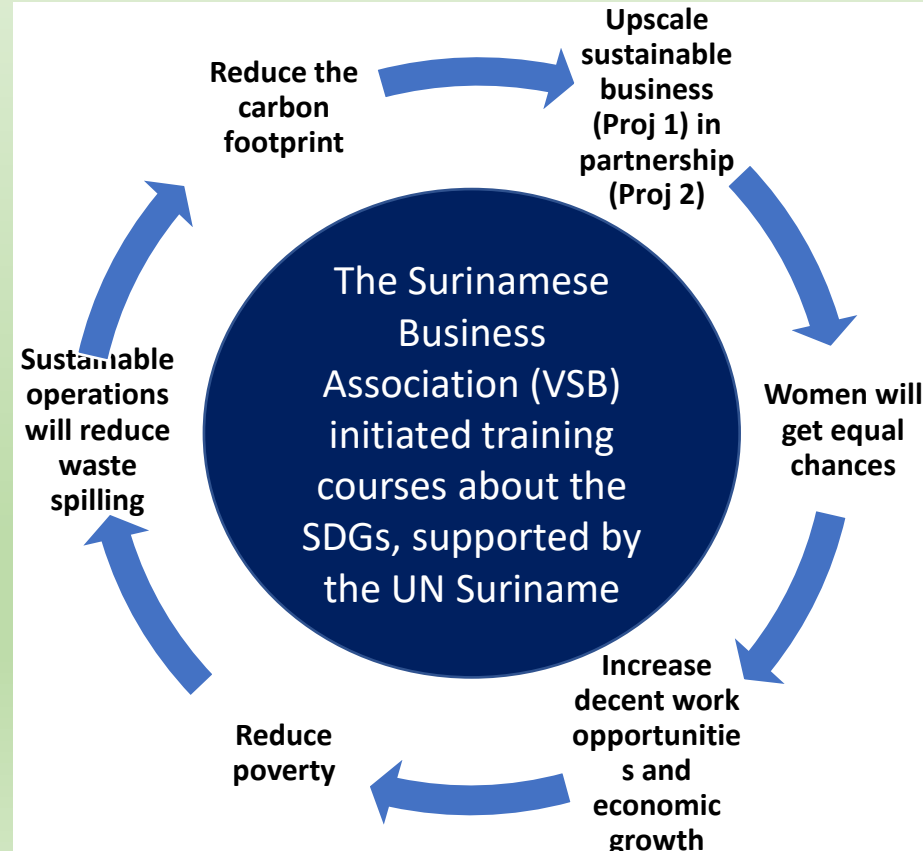 Upscale
sustainable
business
(Proj 1) in
partnership
(Proj 2)
Women will
get equal
chances
Increase
decent work
opportunitie
s and
economic
growth
Reduce
poverty
Sustainable
operations
will reduce
waste
spilling
Reduce the
carbon
footprint
The Surinamese
Business
Association (VSB)
initiated training
courses about the
SDGs, supported by
the UN Suriname